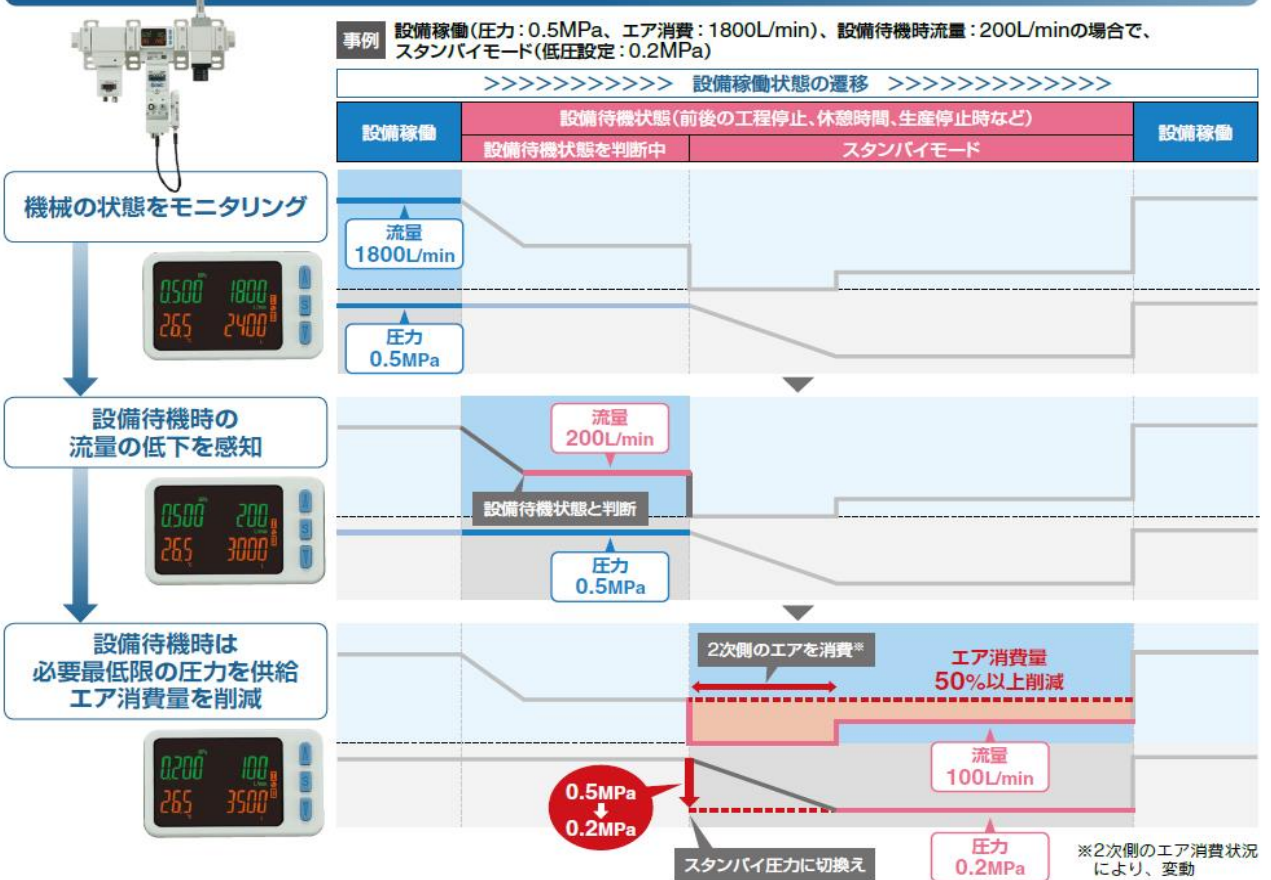 事例
設備稼働(圧力:0.5MPa、エア消費:1800L/min)、設備待機時流量:200L/minの場合で、
スタンバイモード(低圧設定:0.2MPa)
>>>>>>>>>>> 設備稼働状態の遷移 >>>>>>>>>>>>>
設備稼働
設備待機状態(前後の工程停止、休憩時間、生産停止時など)
設備稼働
設備待機状態を判断中
スタンバイモード
機械の状態をモニタリング
流量
1800L/min
圧力
0.5MPa
0.500 1800
26.5 2400
設備待機時の
流量の低下を感知
流量
200L/min
設備待機状態と判断
圧力
0.5MPa
0.500 200
26.5 3000
設備待機時は
必要最低限の圧力を供給
エア消費量を削減
2次側のエアを消費※
エア消費量
50%以上削減
流量
100L/min
0.200 100
26.5 3500
0.5MPa
↓
0.2MPa
スタンバイ圧力に切換え
圧力
0.2MPa
※2次側のエア消費状況
により、変動